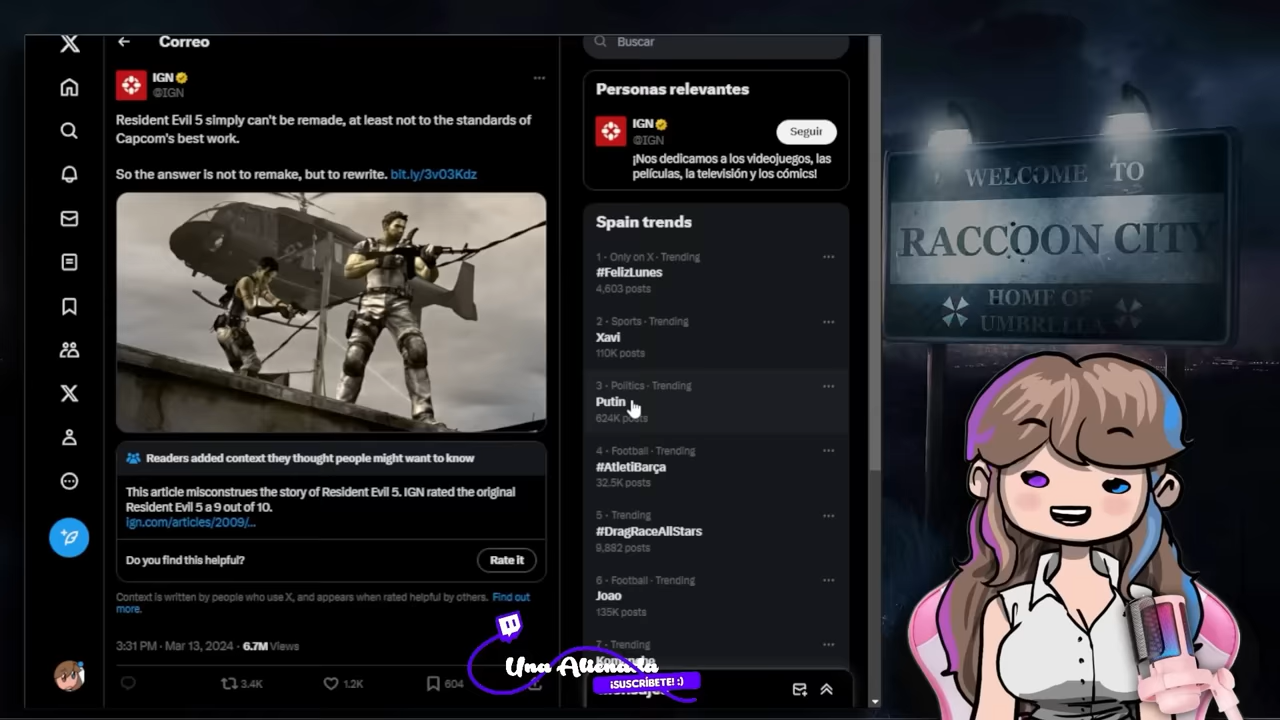 Correo
IGN
@IGN
Resident Evil 5 simply can't be remade, at least not to the standards of
Capcom's best work.
So the answer is not to remake, but to rewrite. bit.ly/3v03Kdz
Readers added context they thought people might want to know
This article misconstrues the story of Resident Evil 5. IGN rated the original
Resident Evil 5 a 9 out of 10.
ign.com/articles/2009/...
Do you find this helpful?
Rate it
Context is written by people who use X, and appears when rated helpful by others. Find out
more.
3:31 PM · Mar 13, 2024 · 6.7M Views
3.4K
1.2K
604
Buscar
Personas relevantes
IGN
@IGN
Seguir
¡Nos dedicamos a los videojuegos, las
películas, la televisión y los cómics!
Spain trends
1 · Only on X · Trending
#FelizLunes
4,603 posts
2 · Sports · Trending
Xavi
110K posts
3 · Politics · Trending
Putin
624K posts
4 · Football · Trending
#AtletiBarça
32.5K posts
5 · Trending
#DragRaceAllStars
9,882 posts
6 · Football · Trending
Joao
135K posts
7 · Trending
Una
¡SUSCRÍBETE! :)
WELCOME TO
RACCOON CITY
HOME OF
UMBRELLA